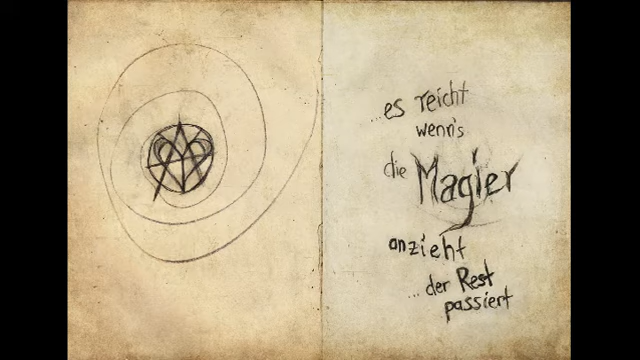 ...es reicht
wenn's
die Magier
anzieht
...der Rest
passiert